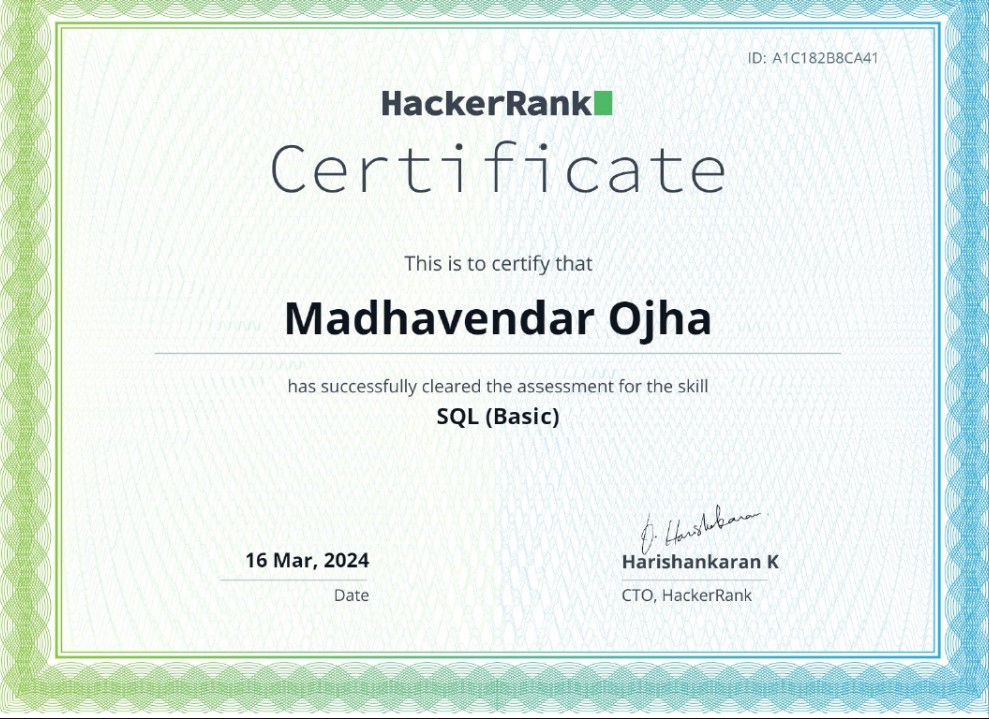 ID: A1C182B8CA41
HackerRank
Certificate
This is to certify that
Madhavendar Ojha
has successfully cleared the assessment for the skill
SQL (Basic)
16 Mar, 2024
Date
Harishankaran K
CTO, HackerRank